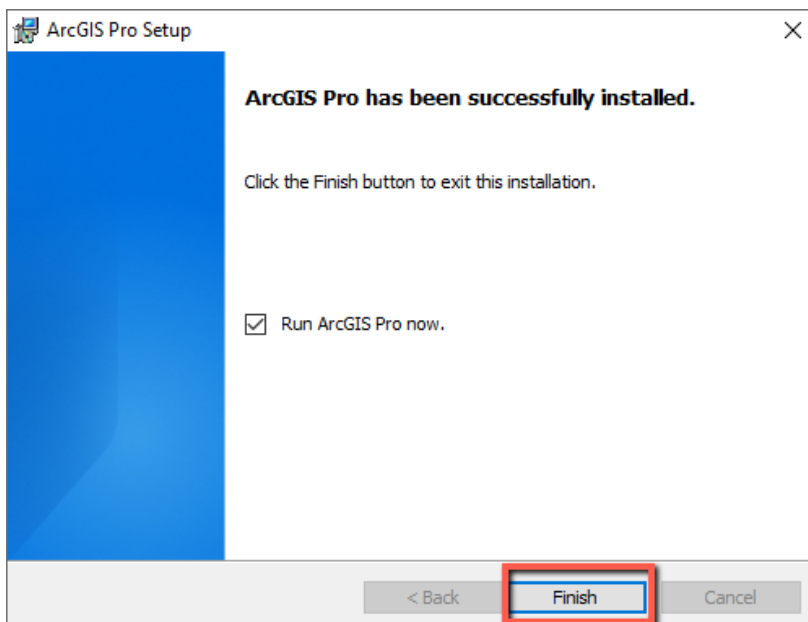 ArcGIS Pro Setup
ArcGIS Pro has been successfully installed.
Click the Finish button to exit this installation.
Run ArcGIS Pro now.
< Back
Finish
Cancel